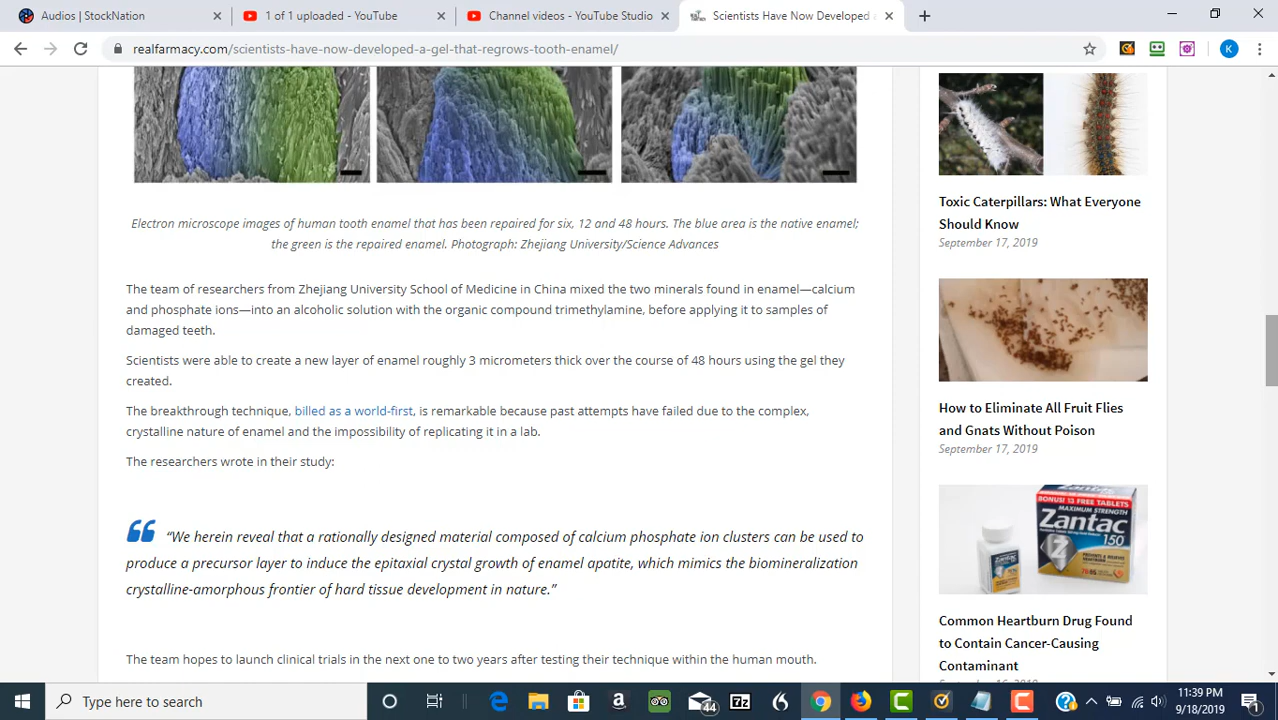 Audios | StockNation
1 of 1 uploaded - YouTube
Channel videos - YouTube Studio
Scientists Have Now Developed
realfarmacy.com/scientists-have-now-developed-a-gel-that-regrows-tooth-enamel/
K
Electron microscope images of human tooth enamel that has been repaired for six, 12 and 48 hours. The blue area is the native enamel;
the green is the repaired enamel. Photograph: Zhejiang University/Science Advances
The team of researchers from Zhejiang University School of Medicine in China mixed the two minerals found in enamel—calcium
and phosphate ions—into an alcoholic solution with the organic compound trimethylamine, before applying it to samples of
damaged teeth.
Scientists were able to create a new layer of enamel roughly 3 micrometers thick over the course of 48 hours using the gel they
created.
The breakthrough technique, billed as a world-first, is remarkable because past attempts have failed due to the complex,
crystalline nature of enamel and the impossibility of replicating it in a lab.
The researchers wrote in their study:
“We herein reveal that a rationally designed material composed of calcium phosphate ion clusters can be used to
produce a precursor layer to induce the epitaxial crystal growth of enamel apatite, which mimics the biomineralization
crystalline-amorphous frontier of hard tissue development in nature.”
The team hopes to launch clinical trials in the next one to two years after testing their technique within the human mouth.
Toxic Caterpillars: What Everyone
Should Know
September 17, 2019
How to Eliminate All Fruit Flies
and Gnats Without Poison
September 17, 2019
BONUS! 13 FREE TABLETS
MAXIMUM STRENGTH
Zantac
150
Common Heartburn Drug Found
to Contain Cancer-Causing
Contaminant
September 16, 2019
Type here to search
44
7Z
11:39 PM
9/18/2019
1